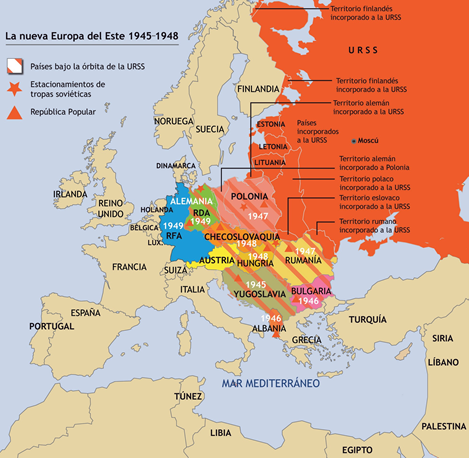 La nueva Europa del Este 1945-1948
Países bajo la órbita de la URSS
Estacionamientos de
tropas soviéticas
República Popular
Territorio finlandés
incorporado a la URSS
URSS
Territorio finlandés
incorporado a la URSS
Territorio alemán
incorporado a la URSS
Países
incorporados
a la URSS
Moscú
Territorio alemán
incorporado a Polonia
Territorio polaco
incorporado a la URSS
Territorio eslovaco
incorporado a la URSS
Territorio rumano
incorporado a la URSS
FINLANDIA
NORUEGA
SUECIA
ESTONIA
LETONIA
LITUANIA
DINAMARCA
IRLANDA
REINO
UNIDO
HOLANDA
BÉLGICA
LUX.
ALEMANIA
RDA
1949
1949
RFA
POLONIA
1947
CHECOSLOVAQUIA
1948
FRANCIA
SUIZA
AUSTRIA
1948
HUNGRIA
1947
RUMANÍA
ITALIA
1945
YUGOSLAVIA
BULGARIA
1946
1946
ALBANIA
GRECIA
PORTUGAL
ESPAÑA
TURQUÍA
SIRIA
LÍBANO
MAR MEDITERRÁNEO
TÚNEZ
PALESTINA
LIBIA
EGIPTO